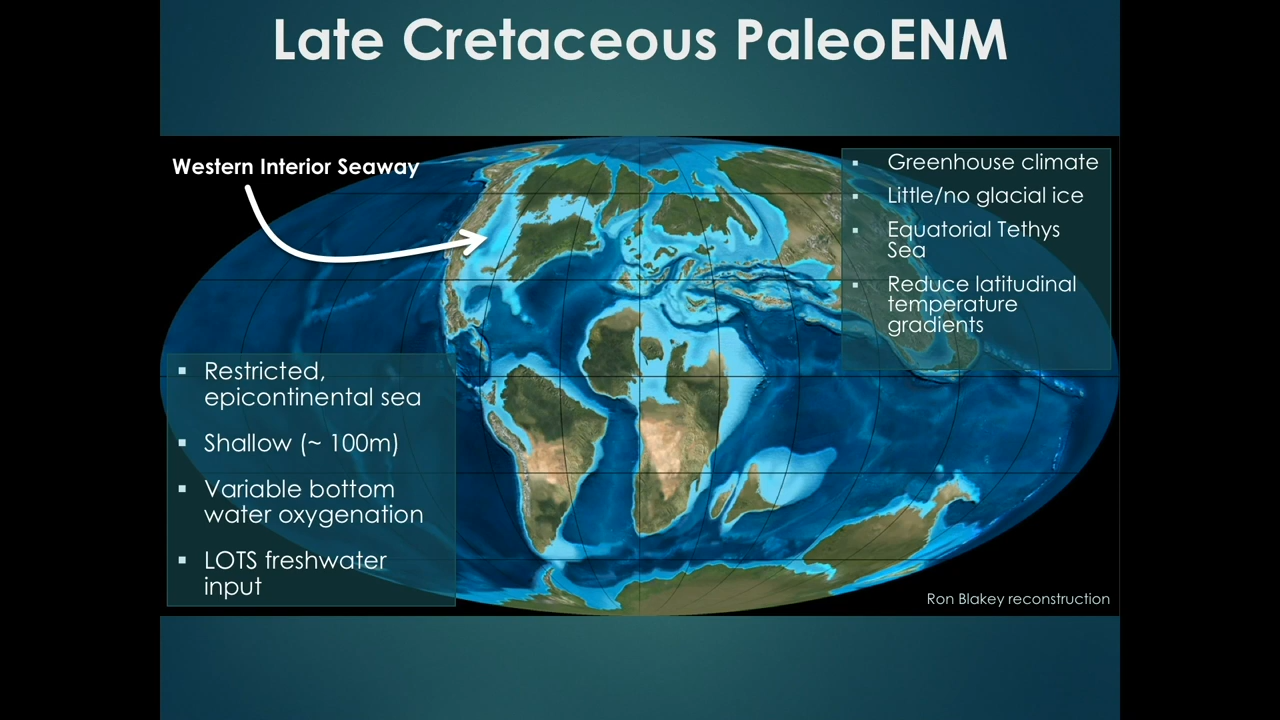 Late Cretaceous PaleoENM
Western Interior Seaway
▪ Greenhouse climate
▪ Little/no glacial ice
▪ Equatorial Tethys
Sea
▪ Reduce latitudinal
temperature
gradients
▪ Restricted,
epicontinental sea
▪ Shallow (~ 100m)
▪ Variable bottom
water oxygenation
▪ LOTS freshwater
input
Ron Blakey reconstruction